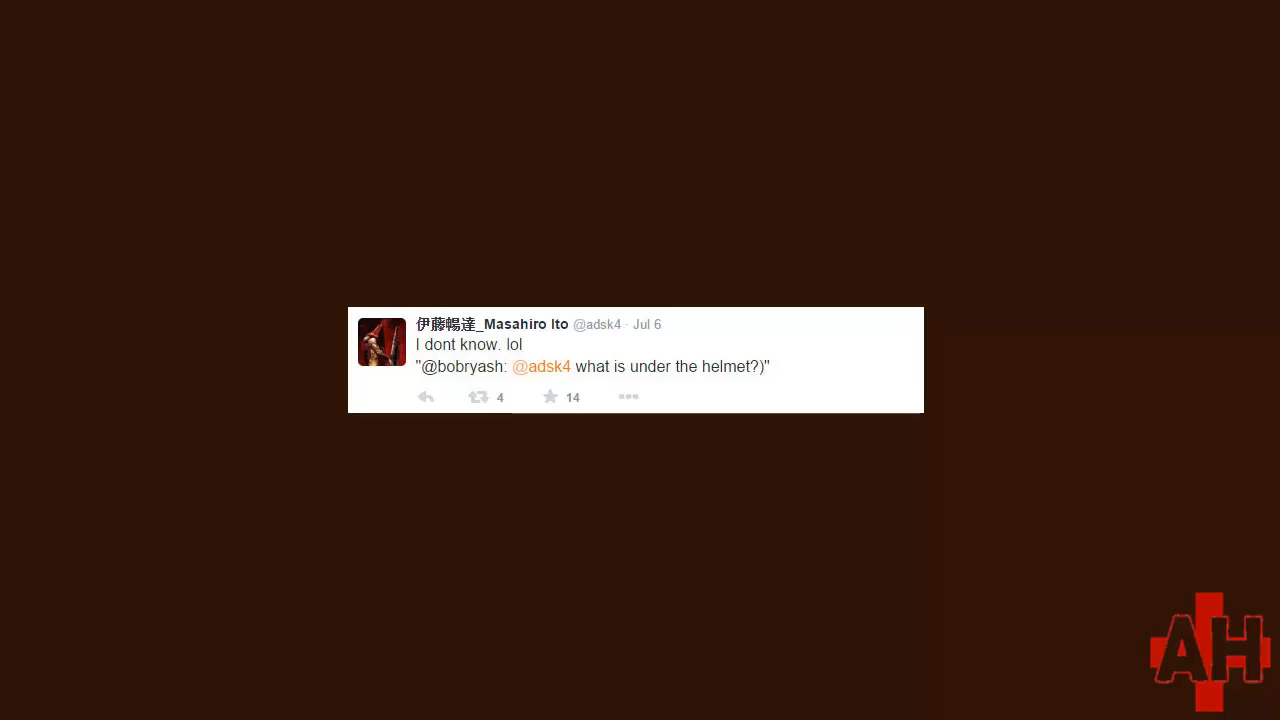 伊藤暢達_Masahiro Ito @adsk4 · Jul 6
I dont know. lol
"@bobryash: @adsk4 what is under the helmet?)"
4 14
AH